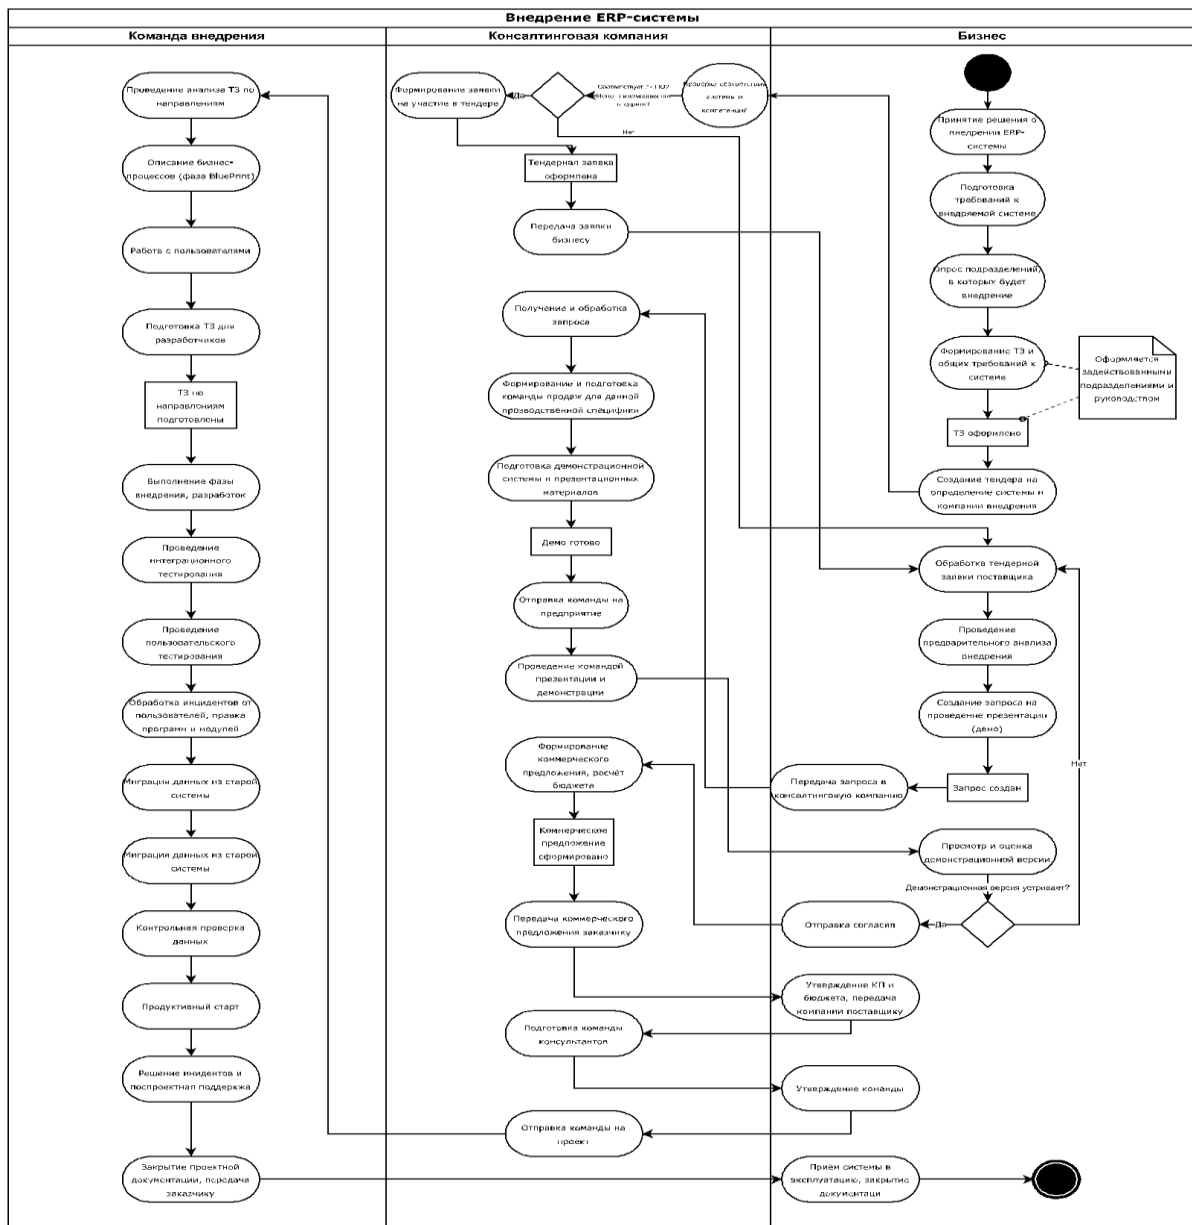 Внедрение ERP-системы
Команда внедрения
Консалтинговая компания
Бизнес
Проведение анализа ТЗ по
направлениям
Описание бизнес-
процессов (фаза BluePrint)
Работа с пользователями
Подготовка ТЗ для
разработчиков
ТЗ по
направлениям
подготовлены
Выполнение фазы
внедрения, разработок
Проведение
интеграционного
тестирования
Проведение
пользовательского
тестирования
Обработка инцидентов от
пользователей, правка
программ и модулей
Миграция данных из старой
системы
Миграция данных из старой
системы
Контрольная проверка
данных
Продуктивный старт
Решение инидентов и
поспроектная поддержка
Закрытие проектной
документации, передача
заказчику
Формирование заявки
на участие в тендере
Да
системы и
компетенций
Нет
Тендерная заявка
оформлена
Передача заявки
бизнесу
Получение и обработка
запроса
Формирование и подготовка
команды продаж для данной
прозводственной специфики
Подготовка демонстрационной
системы и презентационных
материалов
Демо готово
Отправка команды на
предприятие
Проведение командой
презентации и
демонстрации
Формирование
коммерческого
предложения, расчёт
бюджета
Коммерческое
предложение
сформировано
Передача коммерческого
предложения заказчику
Подготовка команды
консультантов
Отправка команды на
проект
Принятие решения о
внедрении ERP-
системы
Подготовка
требований к
внедряемой системе
Опрос подразделений,
в которых будет
внедрение
Формирование ТЗ и
общих требований к
системе
Оформляется
задействованными
подразделениями и
руководством
ТЗ оформлено
Создание тендера на
определение системы и
компании внедрения
Обработка тендерной
заявки поставщика
Проведение
предварительного анализа
внедрения
Создание запроса на
проведение презентации
(демо)
Нет
Запрос создан
Передача запроса в
консалтинговую компанию
Просмотр и оценка
демонстрационной версии
Демонстрационная версия устривает?
Да
Отправка согласия
Утверждение КП и
бюджета, передача
компании поставщику
Утверждение команды
Приём системы в
эксплуатацию, закрытие
документаци